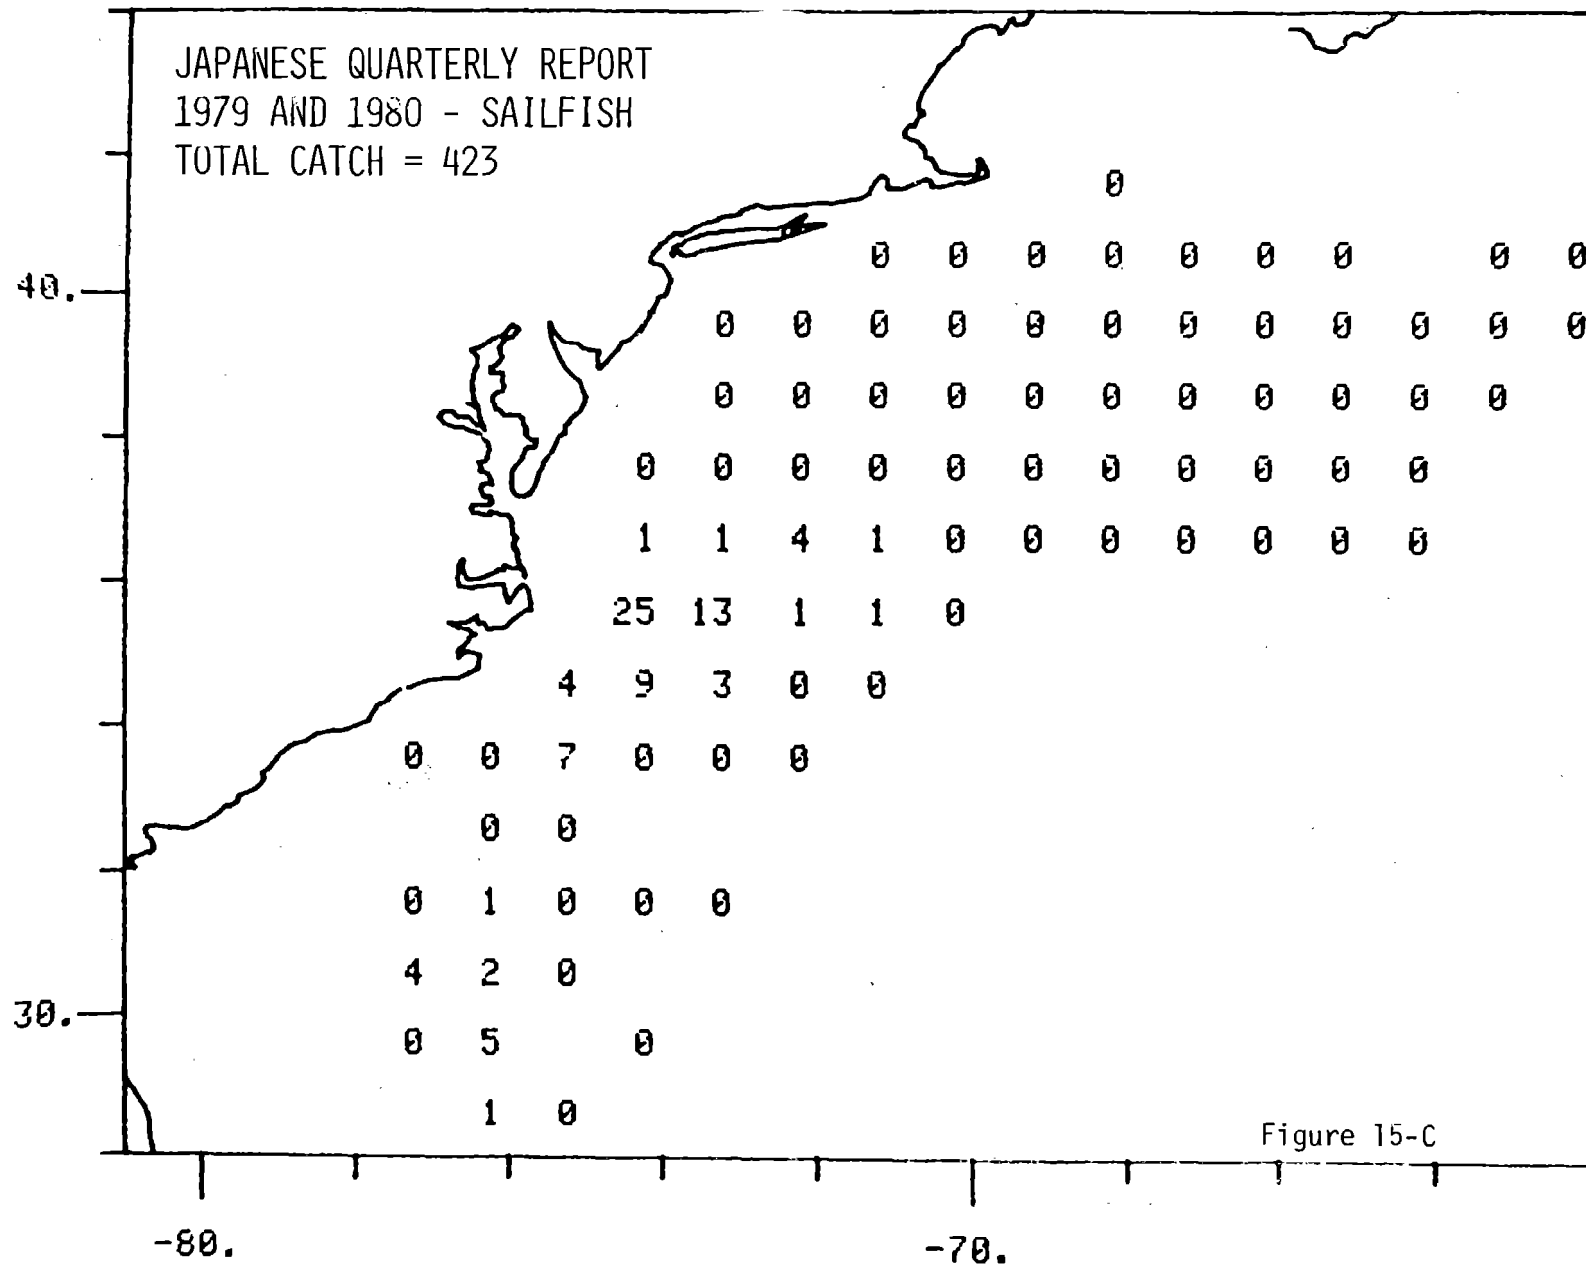 JAPANESE QUARTERLY REPORT
1979 AND 1980 - SAILFISH
TOTAL CATCH = 423
0
0 0 0 0 0 0 0 0 0
40.
0 0 0 0 0 0 0 0 0 0 0 0
0 0 0 0 0 0 0 0 0 0 0
0 0 0 0 0 0 0 0 0 0 0
1 1 4 1 0 0 0 0 0 0 0
25 13 1 1 0
4 9 3 0 0
0 0 7 0 0 0
0 0
0 1 0 0 0
4 2 0
30.
0 5 0
1 0
Figure 15-C
-80. -70.